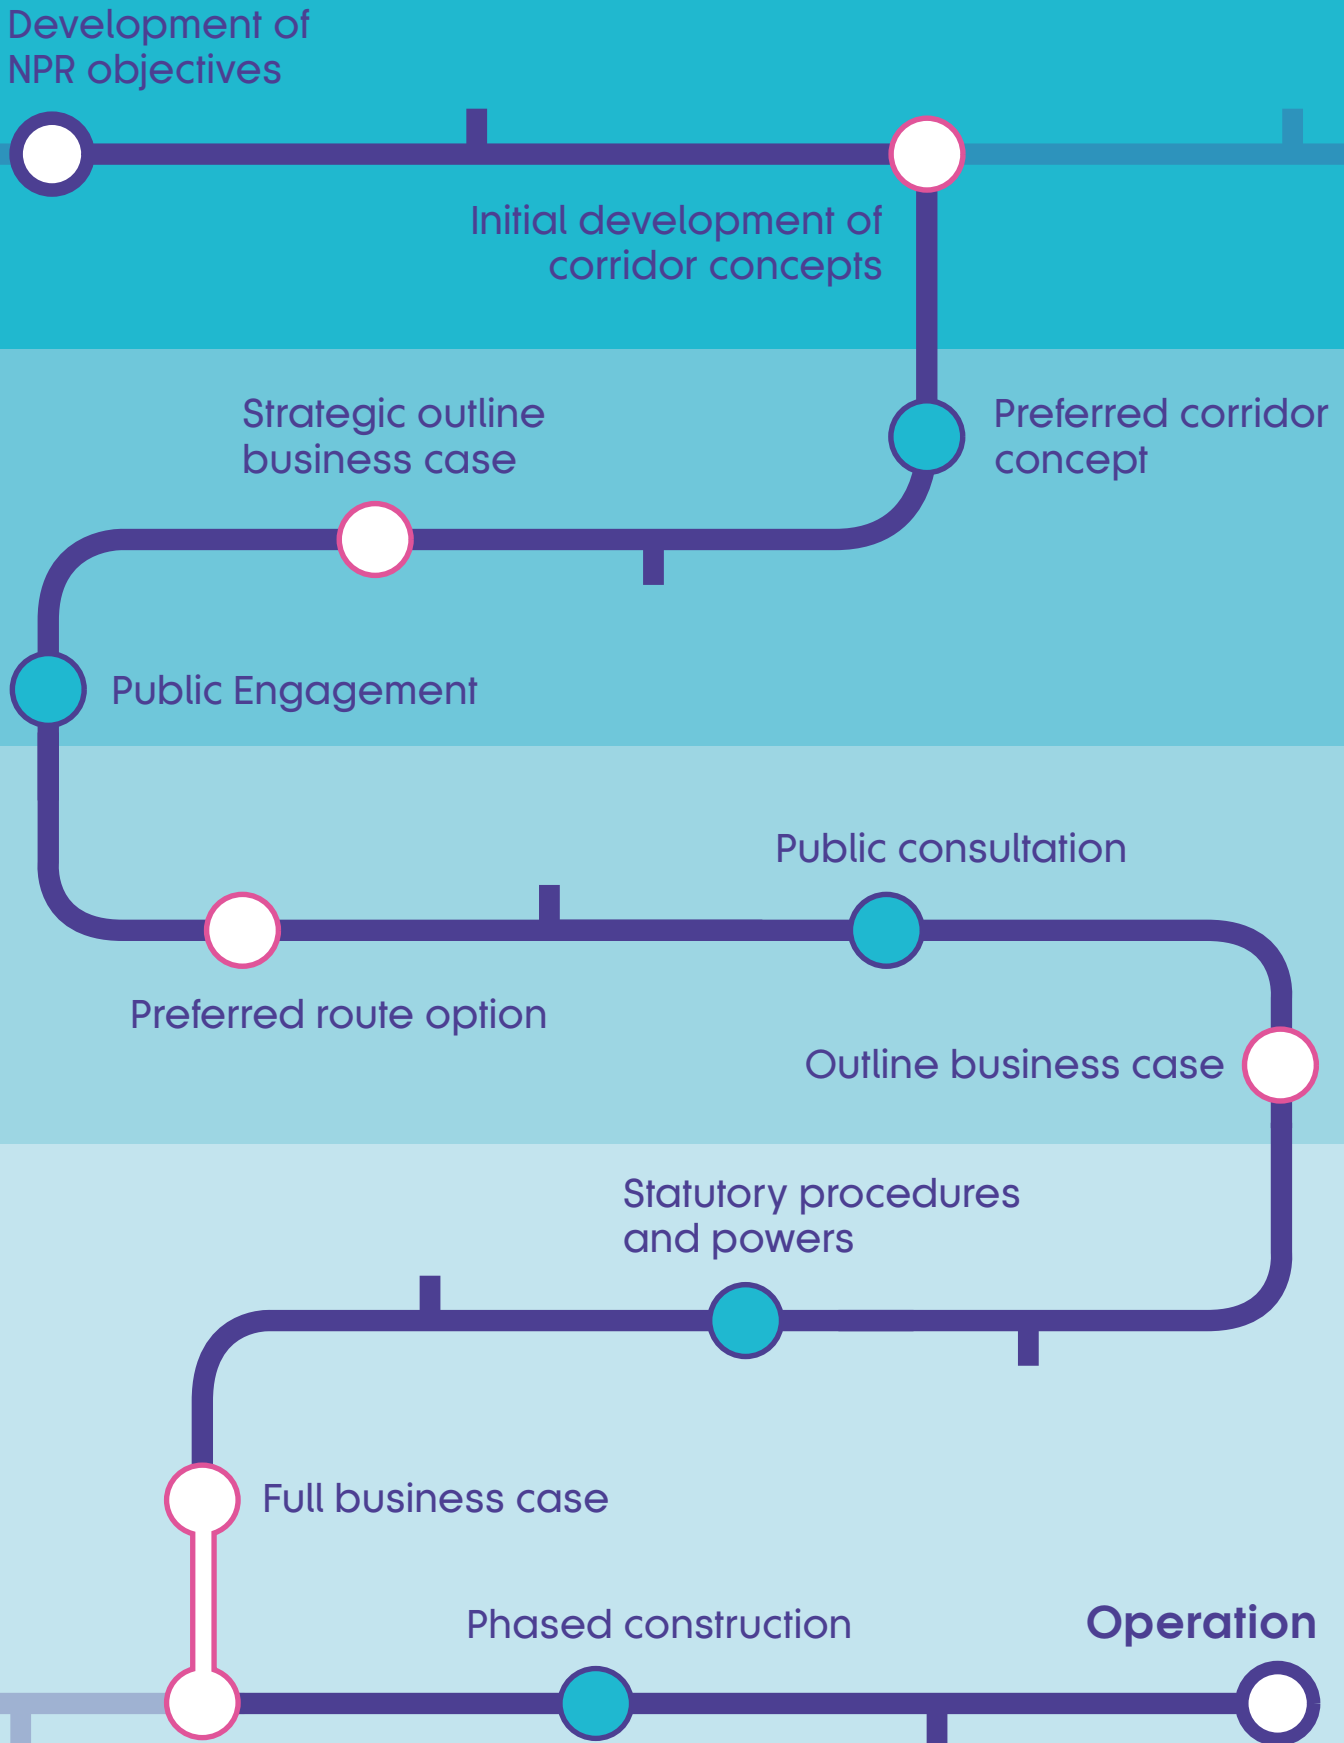 Development of
NPR objectives
Initial development of
corridor concepts
Strategic outline
business case
Preferred corridor
concept
Public Engagement
Public consultation
Preferred route option
Outline business case
Statutory procedures
and powers
Full business case
Phased construction
Operation